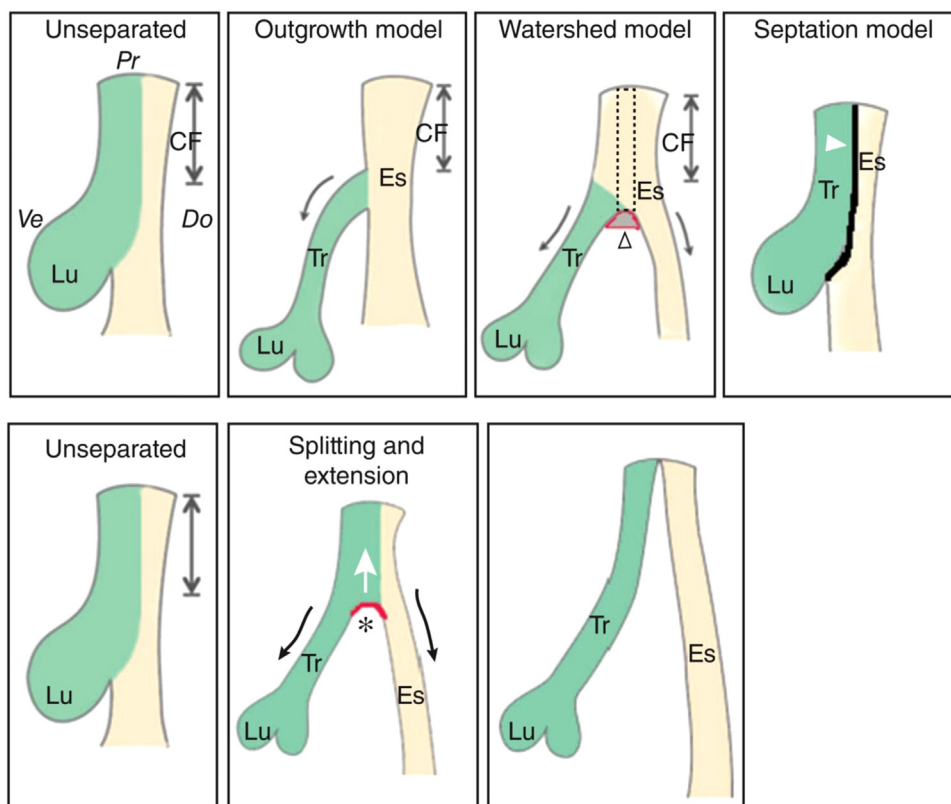 Unseparated
Pr
CF
Ve
Do
Lu
Outgrowth model
CF
Es
Tr
Lu
Watershed model
CF
Es
Tr
Lu
Septation model
Es
Tr
Lu
Unseparated
Lu
Splitting and
extension
*
Tr
Es
Lu
Tr
Es
Lu